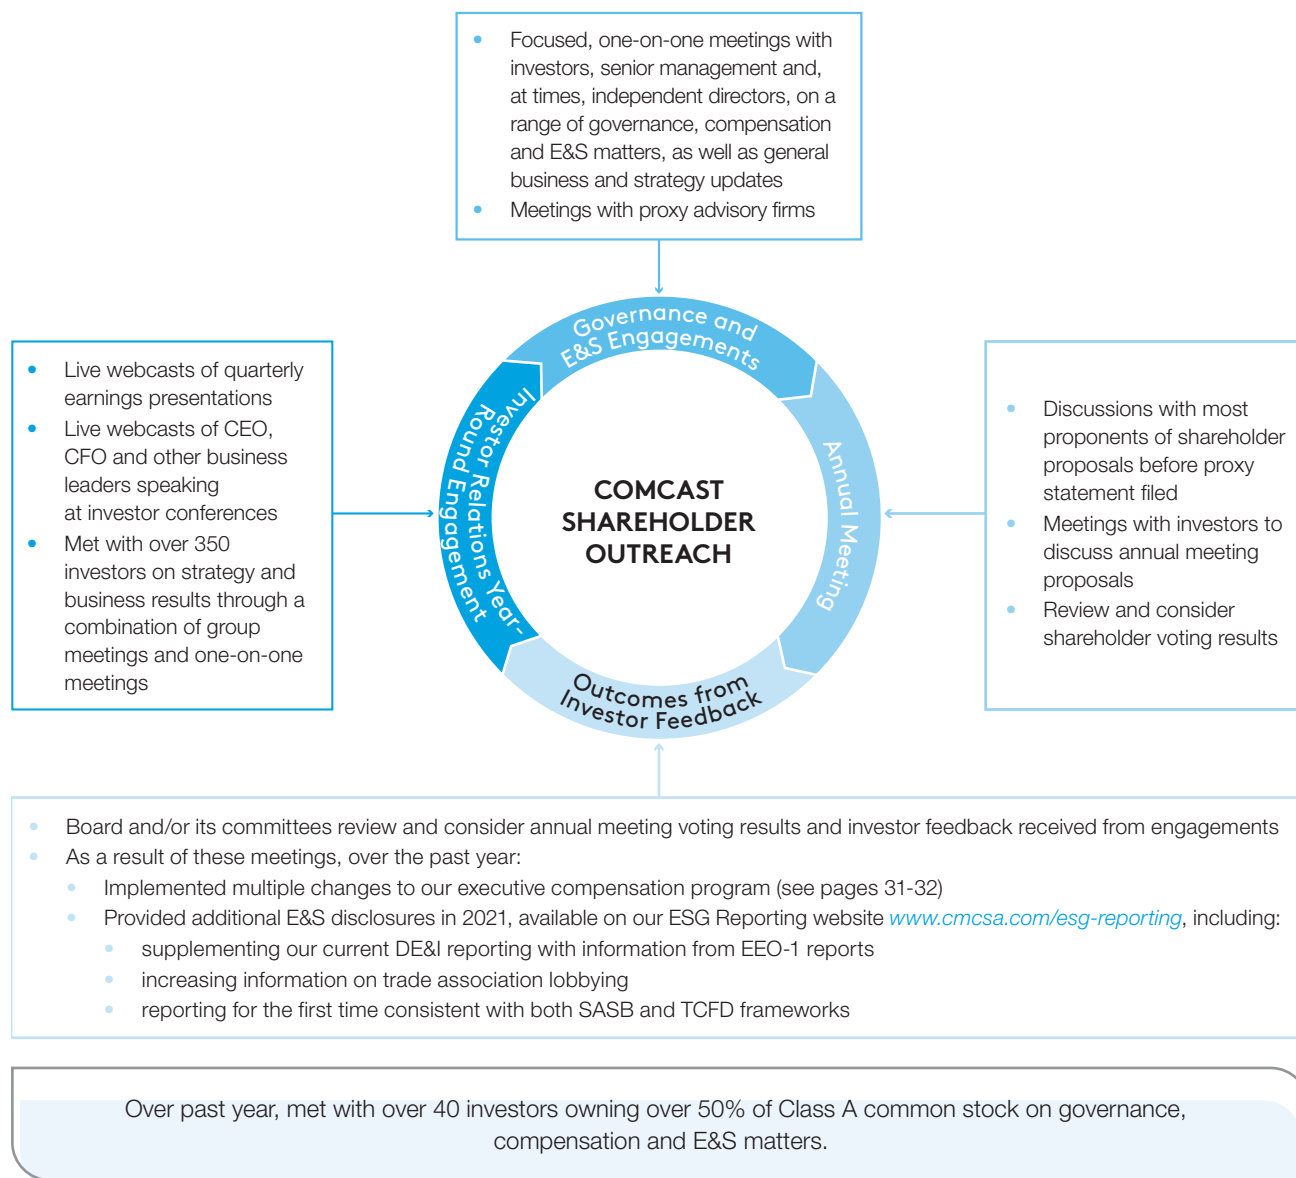 • Focused, one-on-one meetings with
investors, senior management and,
at times, independent directors, on a
range of governance, compensation
and E&S matters, as well as general
business and strategy updates
• Meetings with proxy advisory firms
Governance and
E&S Engagements
• Live webcasts of quarterly
earnings presentations
• Live webcasts of CEO,
CFO and other business
leaders speaking
at investor conferences
• Met with over 350
investors on strategy and
business results through a
combination of group
meetings and one-on-one
meetings
Investor Relations Year-
Round Engagement
COMCAST
SHAREHOLDER
OUTREACH
Annual Meeting
• Discussions with most
proponents of shareholder
proposals before proxy
statement filed
• Meetings with investors to
discuss annual meeting
proposals
• Review and consider
shareholder voting results
Outcomes from
Investor Feedback
• Board and/or its committees review and consider annual meeting voting results and investor feedback received from engagements
• As a result of these meetings, over the past year:
• Implemented multiple changes to our executive compensation program (see pages 31-32)
• Provided additional E&S disclosures in 2021, available on our ESG Reporting website www.cmcsa.com/esg-reporting, including:
• supplementing our current DE&I reporting with information from EEO-1 reports
• increasing information on trade association lobbying
• reporting for the first time consistent with both SASB and TCFD frameworks
Over past year, met with over 40 investors owning over 50% of Class A common stock on governance,
compensation and E&S matters.